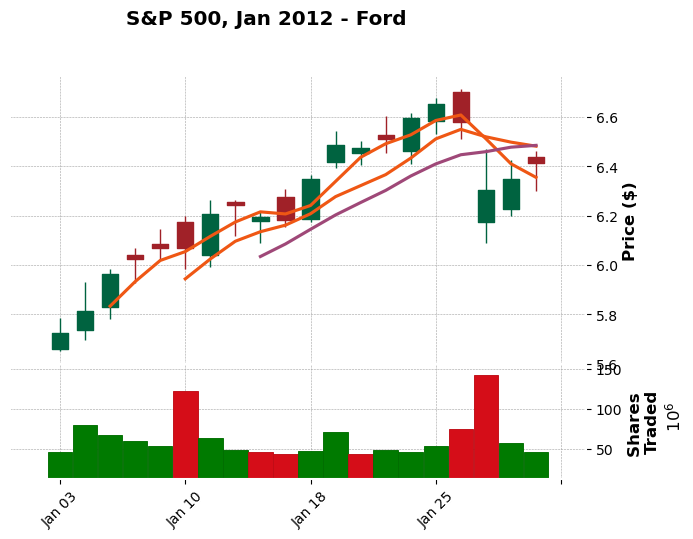 S&P 500, Jan 2012 - Ford
6.6
6.4
6.2
6.0
5.8
5.6
Price ($)
150
100
50
Shares
Traded
10^6
Jan 03
Jan 10
Jan 18
Jan 25